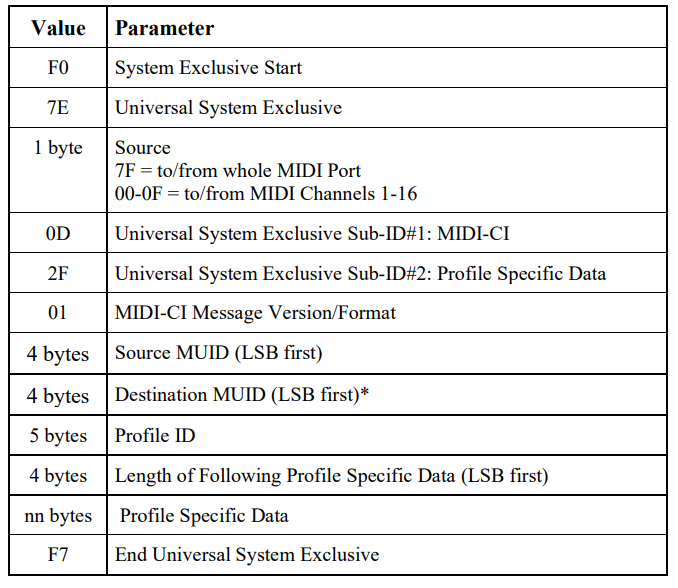 Value Parameter
F0 System Exclusive Start
7E Universal System Exclusive
1 byte Source
7F = to/from whole MIDI Port
00-0F = to/from MIDI Channels 1-16
0D Universal System Exclusive Sub-ID#1: MIDI-CI
2F Universal System Exclusive Sub-ID#2: Profile Specific Data
01 MIDI-CI Message Version/Format
4 bytes Source MUID (LSB first)
4 bytes Destination MUID (LSB first)*
5 bytes Profile ID
4 bytes Length of Following Profile Specific Data (LSB first)
nn bytes Profile Specific Data
F7 End Universal System Exclusive